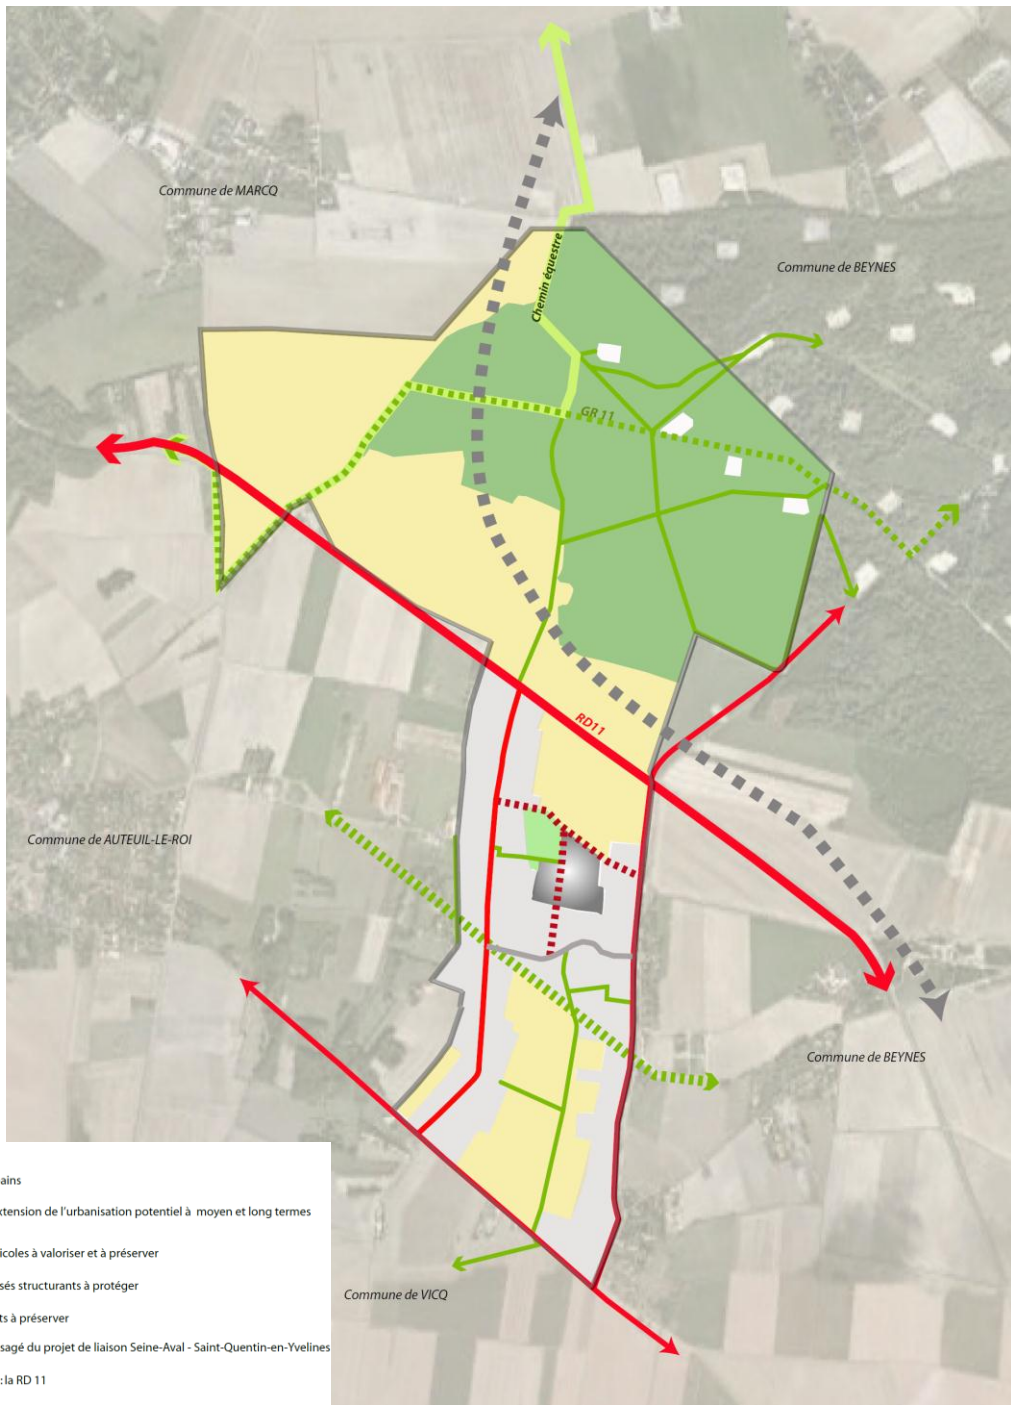 Commune de MARCQ
Chemin équestre
Commune de BEYNES
GR 11
RD11
Commune de AUTEUIL-LE-ROI
Commune de BEYNES
ains
xtension de l'urbanisation potentiel à moyen et long termes
icoles à valoriser et à préserver
sés structurants à protéger
ts à préserver
Commune de VICQ
sagé du projet de liaison Seine-Aval - Saint-Quentin-en-Yvelines
: la RD 11